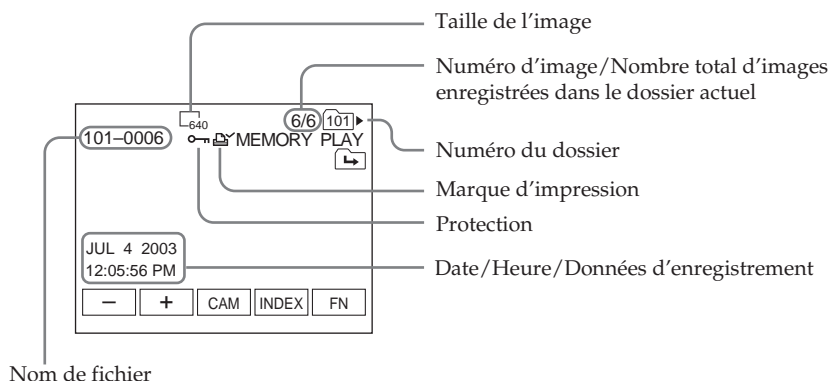 Taille de l'image
Numéro d'image/Nombre total d'images
enregistrées dans le dossier actuel
640
6/6 101
101–0006
MEMORY PLAY
Numéro du dossier
Marque d'impression
Protection
JUL 4 2003
12:05:56 PM
Date/Heure/Données d'enregistrement
– + CAM INDEX FN
Nom de fichier